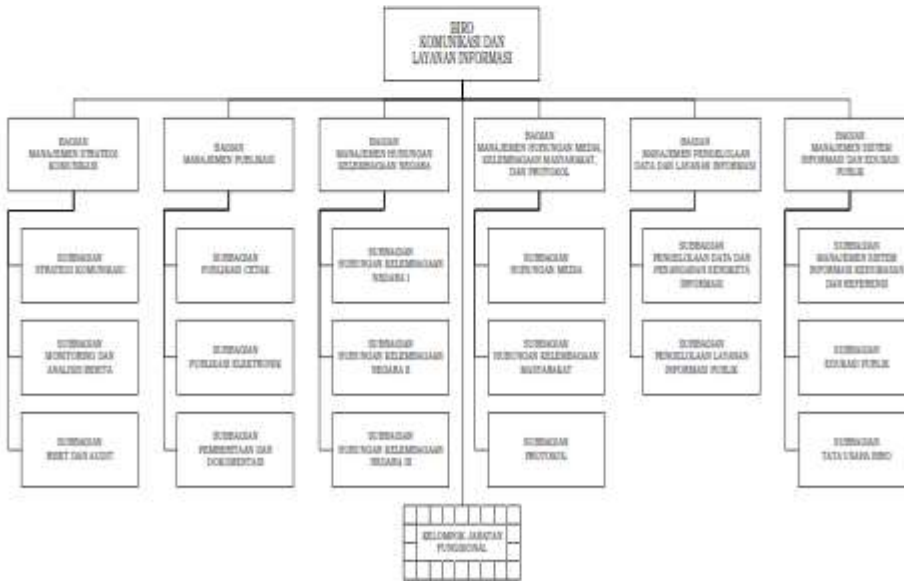 BIRO
KOMUNIKASI DAN
LAYANAN INFORMASI
BAGIAN
MANAJEMEN STRATEGI
KOMUNIKASI
BAGIAN
MANAJEMEN PUBLIKASI
BAGIAN
MANAJEMEN HUBUNGAN
KELEMBAGAAN NEGARA
BAGIAN
MANAJEMEN HUBUNGAN MEDIA,
KELEMBAGAAN MASYARAKAT,
DAN PROTOKOL
BAGIAN
MANAJEMEN PENGELOLAAN
DATA DAN LAYANAN INFORMASI
BAGIAN
MANAJEMEN SISTEM
INFORMASI DAN EDUKASI
PUBLIK
SUBBAGIAN
STRATEGI KOMUNIKASI
SUBBAGIAN
PUBLIKASI CETAK
SUBBAGIAN
HUBUNGAN KELEMBAGAAN
NEGARA I
SUBBAGIAN
HUBUNGAN MEDIA
SUBBAGIAN
PENGELOLAAN DATA DAN
PENANGANAN SENGKETA
INFORMASI
SUBBAGIAN
MANAJEMEN SISTEM
INFORMASI KEHUMASAN
DAN REFERENSI
SUBBAGIAN
MONITORING DAN
ANALISIS BERITA
SUBBAGIAN
PUBLIKASI ELEKTRONIK
SUBBAGIAN
HUBUNGAN KELEMBAGAAN
NEGARA II
SUBBAGIAN
HUBUNGAN KELEMBAGAAN
MASYARAKAT
SUBBAGIAN
PENGELOLAAN LAYANAN
INFORMASI PUBLIK
SUBBAGIAN
EDUKASI PUBLIK
SUBBAGIAN
RISET DAN AUDIT
SUBBAGIAN
PEMBERITAAN DAN
DOKUMENTASI
SUBBAGIAN
HUBUNGAN KELEMBAGAAN
NEGARA III
SUBBAGIAN
PROTOKOL
SUBBAGIAN
TATA USAHA BIRO
KELOMPOK JABATAN
FUNGSIONAL